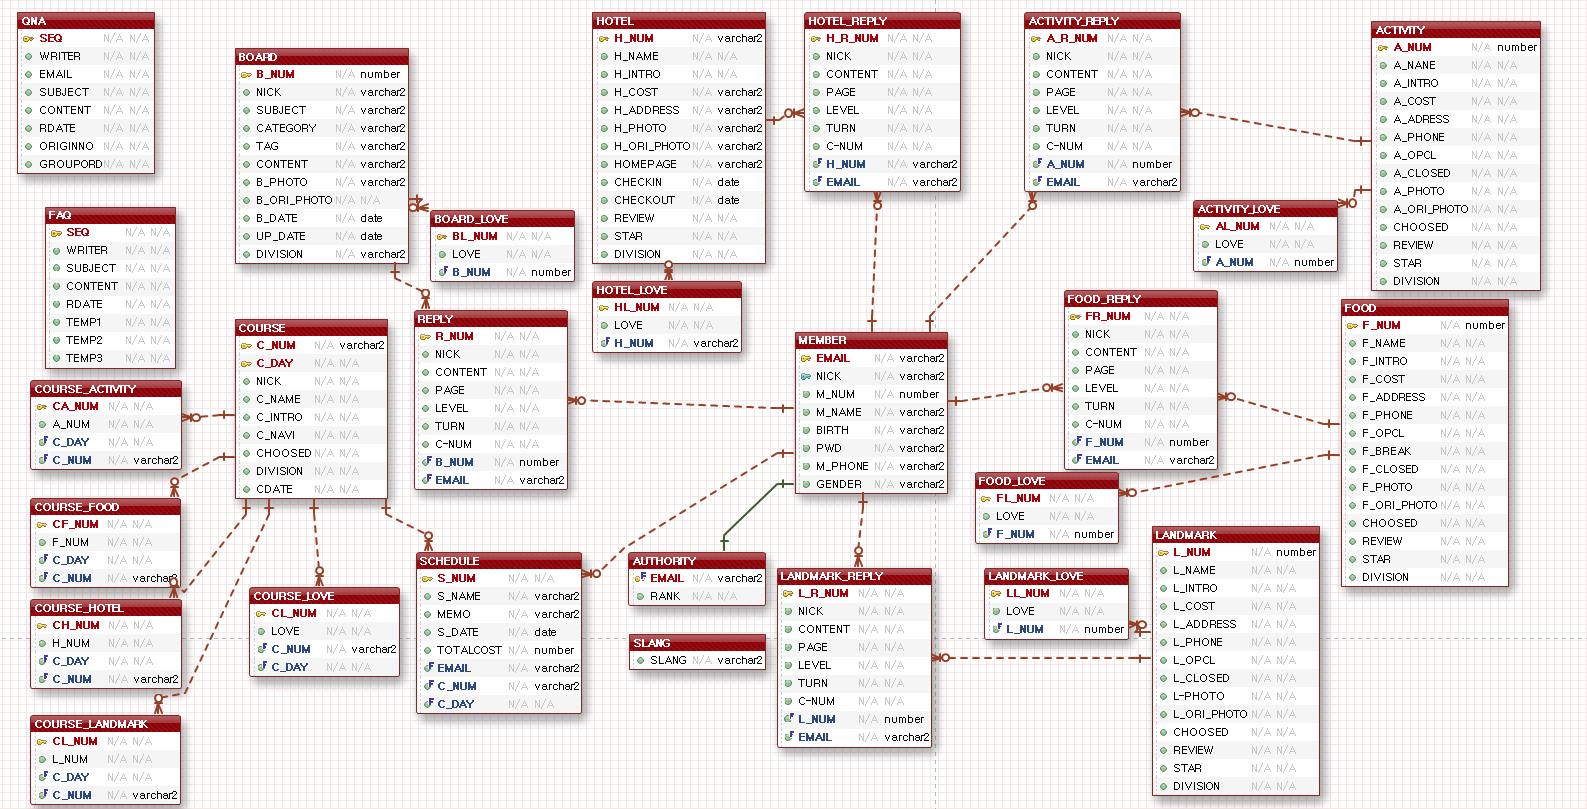 QNA
SEQ N/A N/A
WRITER N/A N/A
EMAIL N/A N/A
SUBJECT N/A N/A
CONTENT N/A N/A
RDATE N/A N/A
ORIGINNO N/A N/A
GROUPORD N/A N/A
FAQ
SEQ N/A N/A
WRITER N/A N/A
SUBJECT N/A N/A
CONTENT N/A N/A
RDATE N/A N/A
TEMP1 N/A N/A
TEMP2 N/A N/A
TEMP3 N/A N/A
BOARD
B_NUM N/A number
NICK N/A varchar2
SUBJECT N/A varchar2
CATEGORY N/A varchar2
TAG N/A varchar2
CONTENT N/A varchar2
B_PHOTO N/A varchar2
B_ORI_PHOTO N/A N/A
B_DATE N/A date
UP_DATE N/A date
DIVISION N/A varchar2
BOARD_LOVE
BL_NUM N/A N/A
LOVE N/A N/A
B_NUM N/A number
HOTEL
H_NUM N/A varchar2
H_NAME N/A N/A
H_INTRO N/A N/A
H_COST N/A varchar2
H_ADDRESS N/A varchar2
H_PHOTO N/A varchar2
H_ORI_PHOTO N/A varchar2
HOMEPAGE N/A varchar2
CHECKIN N/A date
CHECKOUT N/A date
REVIEW N/A N/A
STAR N/A N/A
DIVISION N/A N/A
HOTEL_LOVE
HL_NUM N/A N/A
LOVE N/A N/A
H_NUM N/A varchar2
HOTEL_REPLY
H_R_NUM N/A N/A
NICK N/A N/A
CONTENT N/A N/A
PAGE N/A N/A
LEVEL N/A N/A
TURN N/A N/A
C-NUM N/A N/A
H_NUM N/A varchar2
EMAIL N/A varchar2
ACTIVITY_REPLY
A_R_NUM N/A N/A
NICK N/A N/A
CONTENT N/A N/A
PAGE N/A N/A
LEVEL N/A N/A
TURN N/A N/A
C-NUM N/A N/A
A_NUM N/A number
EMAIL N/A varchar2
ACTIVITY
A_NUM N/A number
A_NANE N/A N/A
A_INTRO N/A N/A
A_COST N/A N/A
A_ADRESS N/A N/A
A_PHONE N/A N/A
A_OPCL N/A N/A
A_CLOSED N/A N/A
A_PHOTO N/A N/A
A_ORI_PHOTO N/A N/A
CHOOSED N/A N/A
REVIEW N/A N/A
STAR N/A N/A
DIVISION N/A N/A
ACTIVITY_LOVE
AL_NUM N/A N/A
LOVE N/A N/A
A_NUM N/A number
COURSE
C_NUM N/A varchar2
C_DAY N/A N/A
NICK N/A N/A
C_NAME N/A N/A
C_INTRO N/A N/A
C_NAVI N/A N/A
CHOOSED N/A N/A
DIVISION N/A N/A
CDATE N/A N/A
REPLY
R_NUM N/A N/A
NICK N/A N/A
CONTENT N/A N/A
PAGE N/A N/A
LEVEL N/A N/A
TURN N/A N/A
C-NUM N/A N/A
B_NUM N/A number
EMAIL N/A varchar2
MEMBER
EMAIL N/A varchar2
NICK N/A varchar2
M_NUM N/A number
M_NAME N/A varchar2
BIRTH N/A varchar2
PWD N/A varchar2
M_PHONE N/A varchar2
GENDER N/A varchar2
FOOD_REPLY
FR_NUM N/A N/A
NICK N/A N/A
CONTENT N/A N/A
PAGE N/A N/A
LEVEL N/A N/A
TURN N/A N/A
C-NUM N/A N/A
F_NUM N/A number
EMAIL N/A varchar2
FOOD
F_NUM N/A number
F_NAME N/A N/A
F_INTRO N/A N/A
F_COST N/A N/A
F_ADDRESS N/A N/A
F_PHONE N/A N/A
F_OPCL N/A N/A
F_BREAK N/A N/A
F_CLOSED N/A N/A
F_PHOTO N/A N/A
F_ORI_PHOTO N/A N/A
CHOOSED N/A N/A
REVIEW N/A N/A
STAR N/A N/A
DIVISION N/A N/A
FOOD_LOVE
FL_NUM N/A N/A
LOVE N/A N/A
F_NUM N/A number
COURSE_ACTIVITY
CA_NUM N/A N/A
A_NUM N/A N/A
C_DAY N/A N/A
C_NUM N/A varchar2
COURSE_FOOD
CF_NUM N/A N/A
F_NUM N/A N/A
C_DAY N/A N/A
C_NUM N/A varchar2
COURSE_HOTEL
CH_NUM N/A N/A
H_NUM N/A N/A
C_DAY N/A N/A
C_NUM N/A varchar2
COURSE_LANDMARK
CL_NUM N/A N/A
L_NUM N/A N/A
C_DAY N/A N/A
C_NUM N/A varchar2
COURSE_LOVE
CL_NUM N/A N/A
LOVE N/A N/A
C_NUM N/A varchar2
C_DAY N/A N/A
SCHEDULE
S_NUM N/A N/A
S_NAME N/A varchar2
MEMO N/A varchar2
S_DATE N/A date
TOTALCOST N/A number
EMAIL N/A varchar2
C_NUM N/A varchar2
C_DAY N/A N/A
AUTHORITY
EMAIL N/A varchar2
RANK N/A N/A
SLANG
SLANG N/A varchar2
LANDMARK_REPLY
L_R_NUM N/A N/A
NICK N/A N/A
CONTENT N/A N/A
PAGE N/A N/A
LEVEL N/A N/A
TURN N/A N/A
C-NUM N/A N/A
L_NUM N/A number
EMAIL N/A varchar2
LANDMARK_LOVE
LL_NUM N/A N/A
LOVE N/A N/A
L_NUM N/A number
LANDMARK
L_NUM N/A number
L_NAME N/A N/A
L_INTRO N/A N/A
L_COST N/A N/A
L_ADDRESS N/A N/A
L_PHONE N/A N/A
L_OPCL N/A N/A
L_CLOSED N/A N/A
L-PHOTO N/A N/A
L_ORI_PHOTO N/A N/A
CHOOSED N/A N/A
REVIEW N/A N/A
STAR N/A N/A
DIVISION N/A N/A